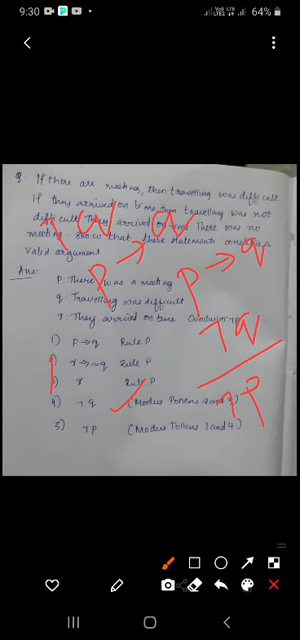 9:30
64%
Q. If there are meeting, then travelling was difficult
If they arrived on time then travelling was not
difficult. They arrived on time. There was no
meeting. Show that these statements constitute a
valid argument
Ans:
P: There was a meeting
q: Travelling was difficult
r: They arrived on time Conclusion: ¬p
1) p→q Rule P
r→~q Rule P
r Rule P
4) ¬q (Modus Ponens 2 and 3)
5) ¬p (Modus Tollens 1 and 4)
P→q
P→q
¬q
¬p